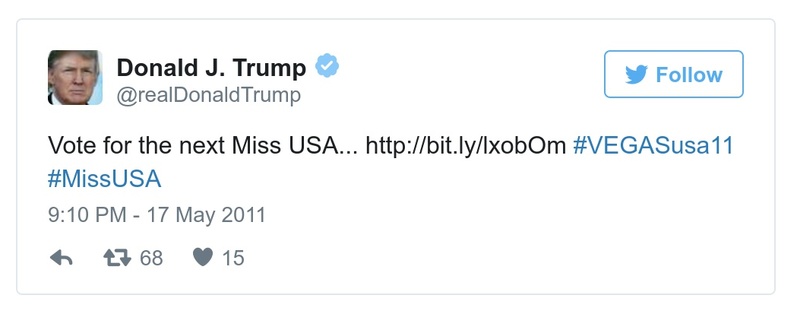 Donald J. Trump
@realDonaldTrump
Follow
Vote for the next Miss USA... http://bit.ly/lxobOm #VEGASusa11
#MissUSA
9:10 PM - 17 May 2011
68 15